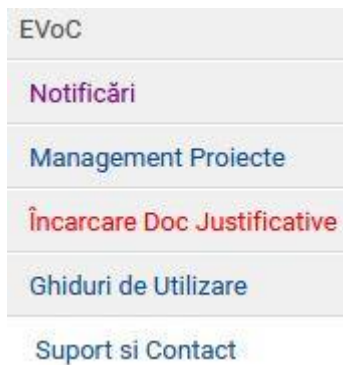 EVoC
Notificări
Management Proiecte
Încarcare Doc Justificative
Ghiduri de Utilizare
Suport si Contact